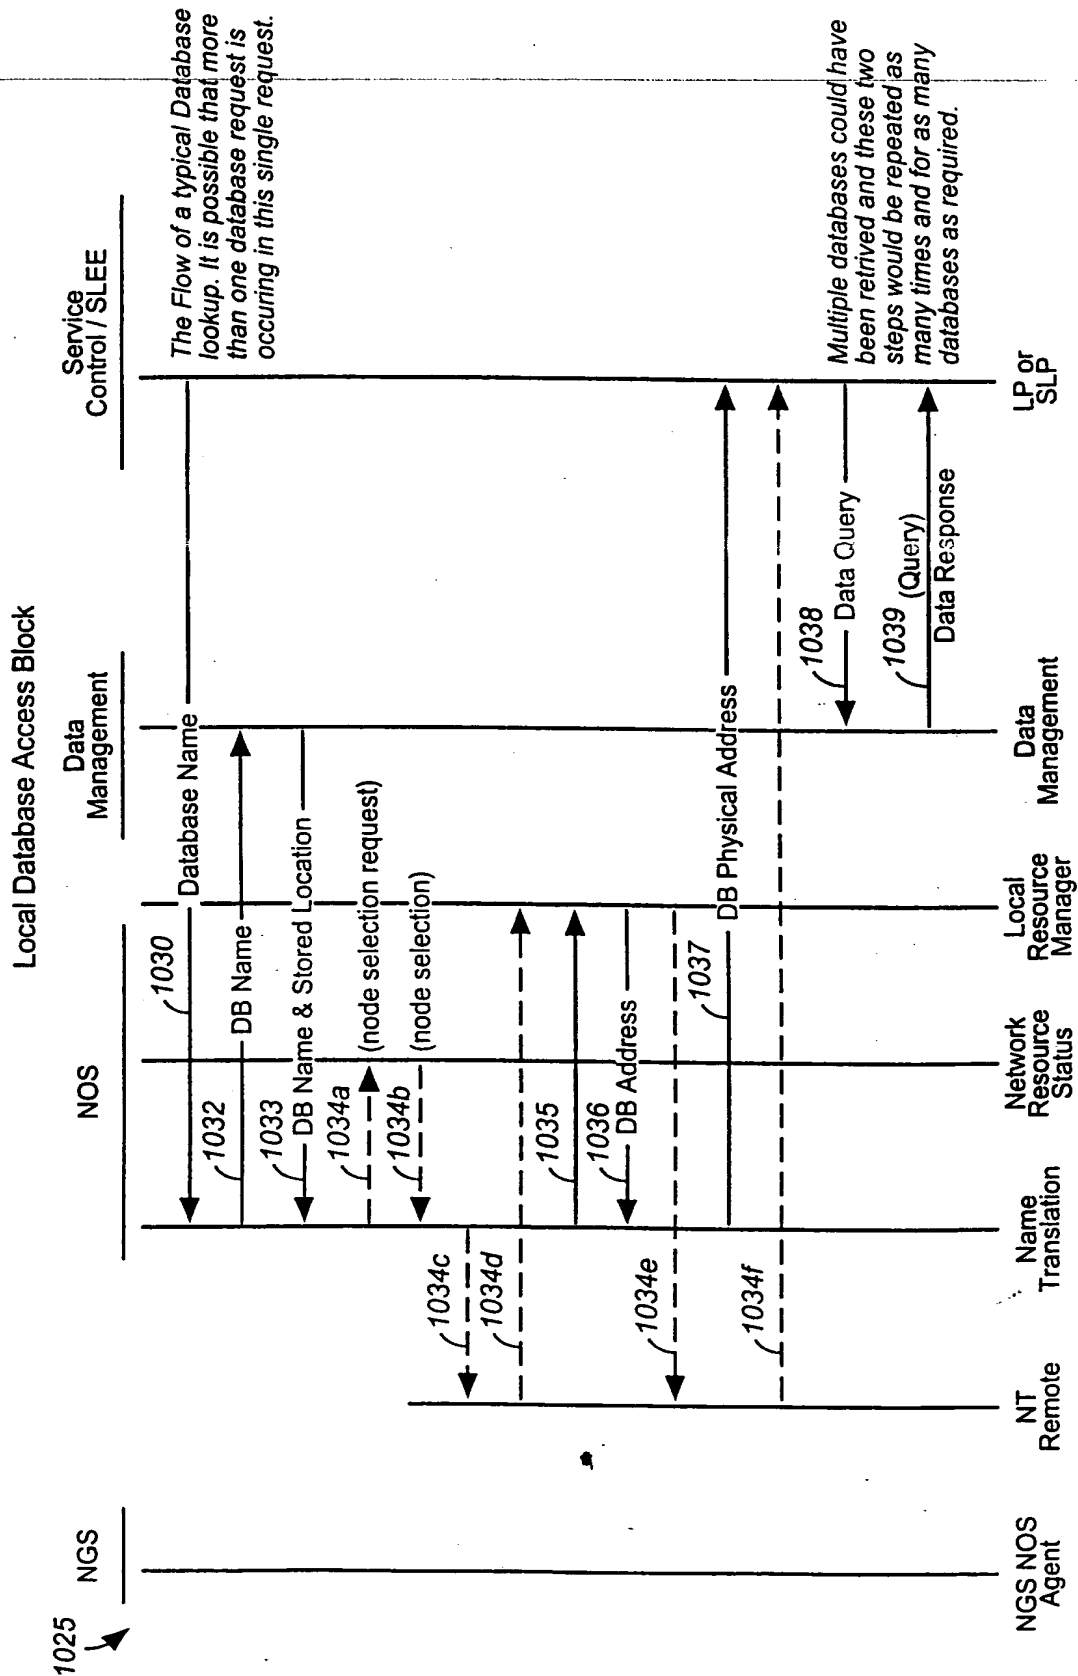 Local Database Access Block
1025
NGS
NOS
Data
Management
Service
Control / SLEE
The Flow of a typical Database
lookup. It is possible that more
than one database request is
occuring in this single request.
1030
Database Name
1032
DB Name
1033
DB Name & Stored Location
1034a
(node selection request)
1034b
(node selection)
1034c
1034d
1035
1036
DB Address
1034e
1037
DB Physical Address
1034f
1038
Data Query
1039
(Query)
Data Response
Multiple databases could have
been retrived and these two
steps would be repeated as
many times and for as many
databases as required.
NGS NOS
Agent
NT
Remote
Name
Translation
Network
Resource
Status
Local
Resource
Manager
Data
Management
LP or
SLP